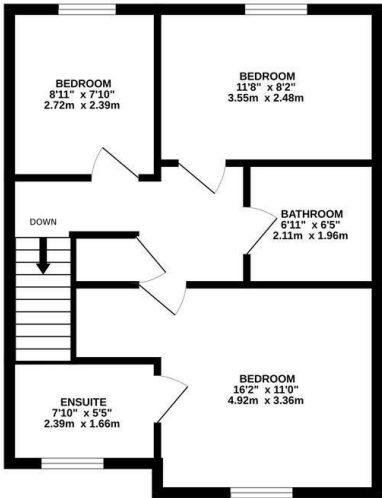 BEDROOM
8'11" x 7'10"
2.72m x 2.39m
BEDROOM
11'8" x 8'2"
3.55m x 2.48m
DOWN
BATHROOM
6'11" x 6'5"
2.11m x 1.96m
ENSUITE
7'10" x 5'5"
2.39m x 1.66m
BEDROOM
16'2" x 11'0"
4.92m x 3.36m